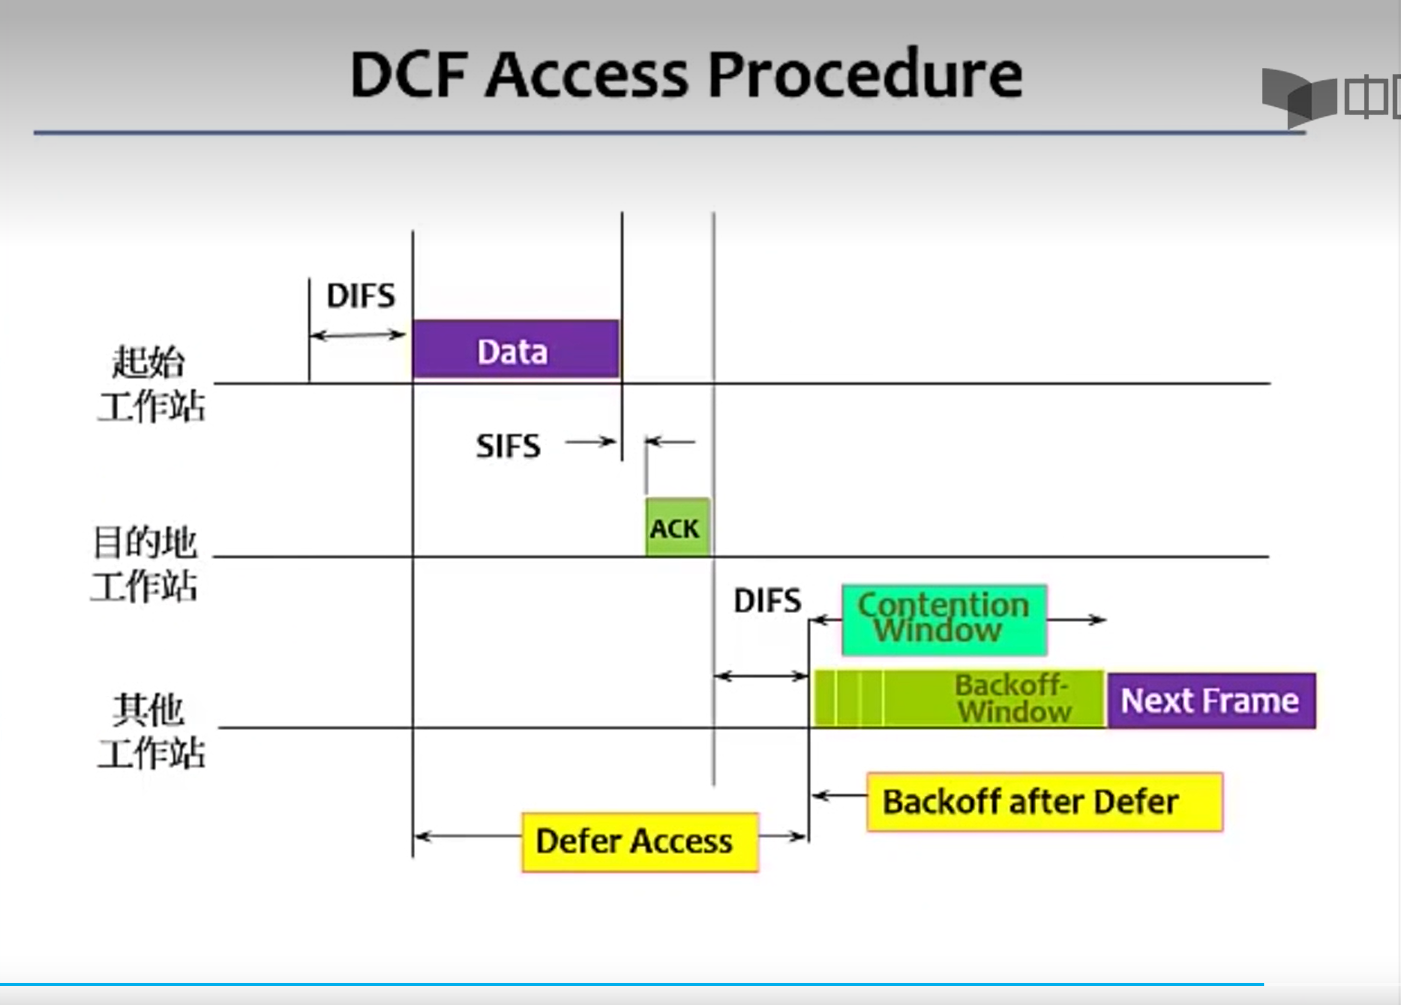 DCF Access Procedure
中
DIFS
Data
起始
工作站
SIFS
ACK
目的地
工作站
DIFS
Contention
Window
Backoff-
Window
Next Frame
其他
工作站
Backoff after Defer
Defer Access